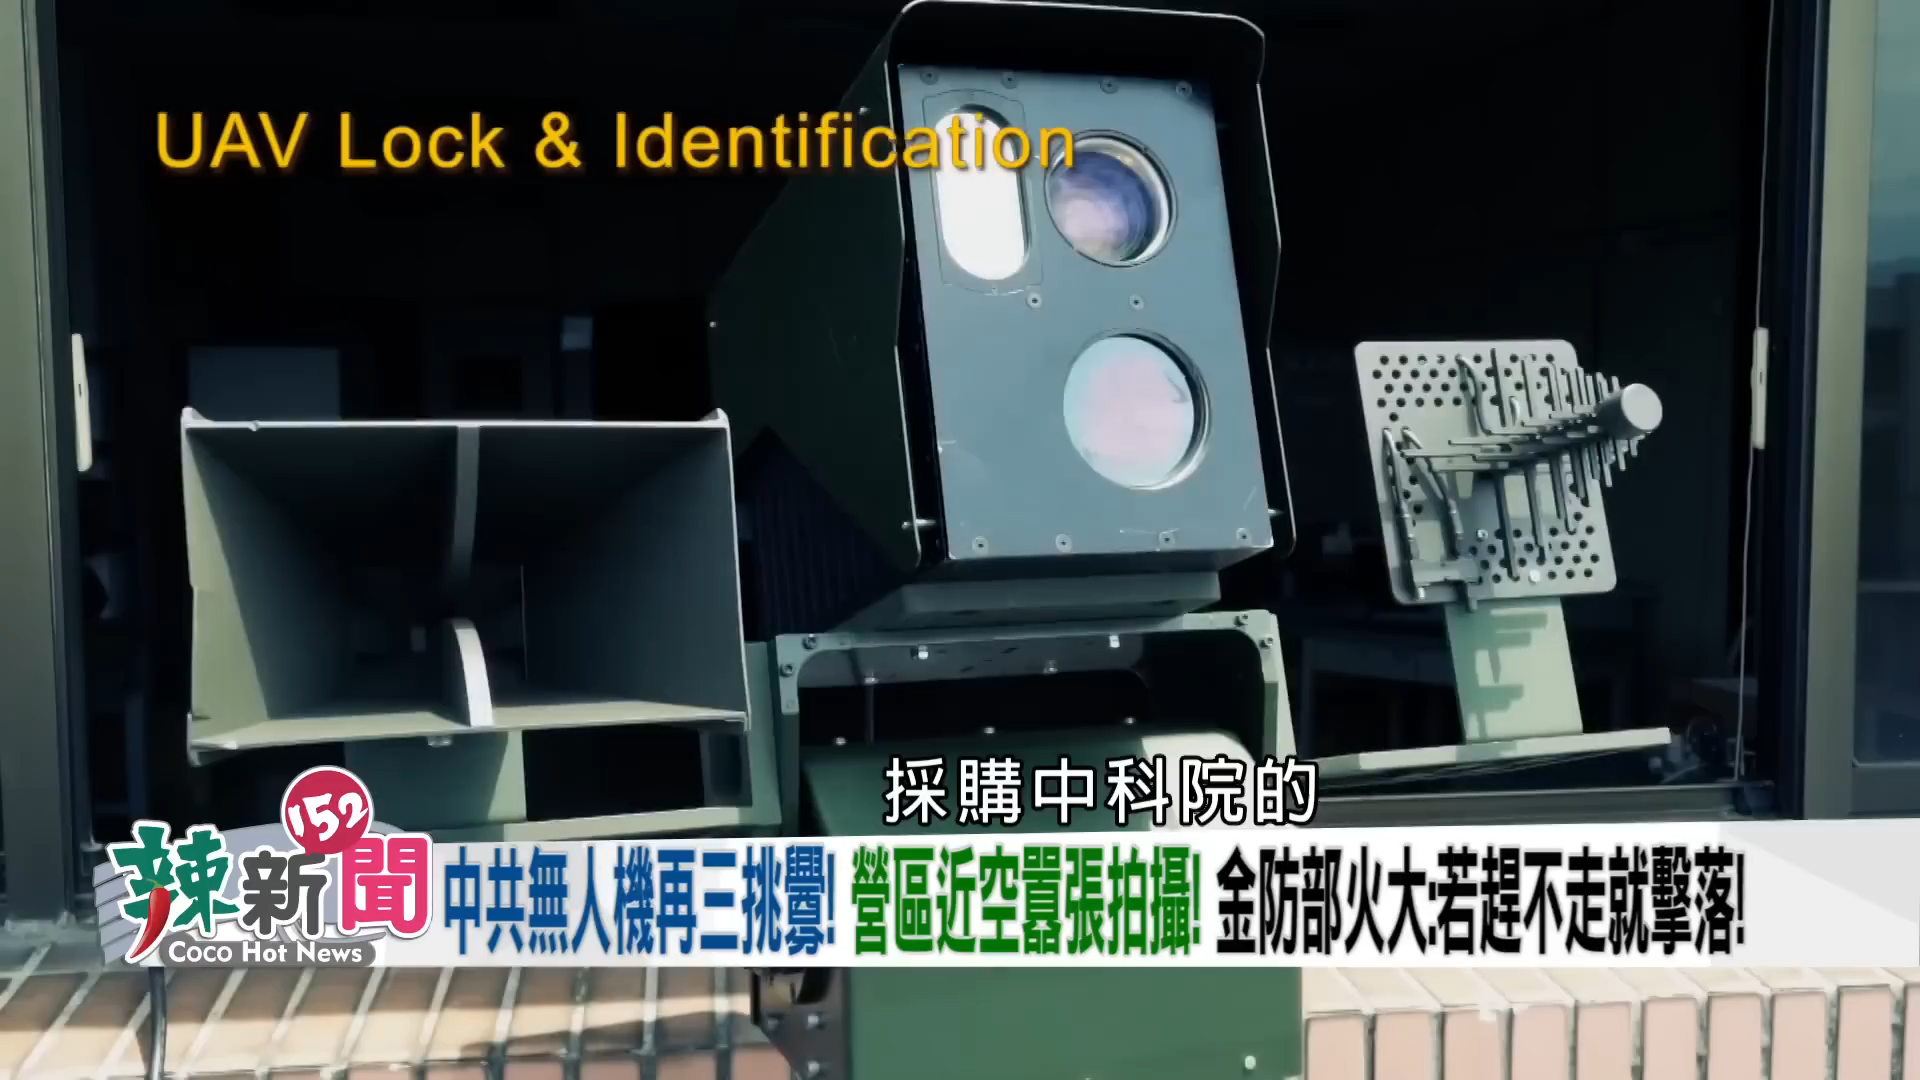 UAV Lock & Identification
採購中科院的
152
辣新聞
中共無人機再三挑釁! 營區近空囂張拍攝! 金防部火大:若趕不走就擊落!
Coco Hot News